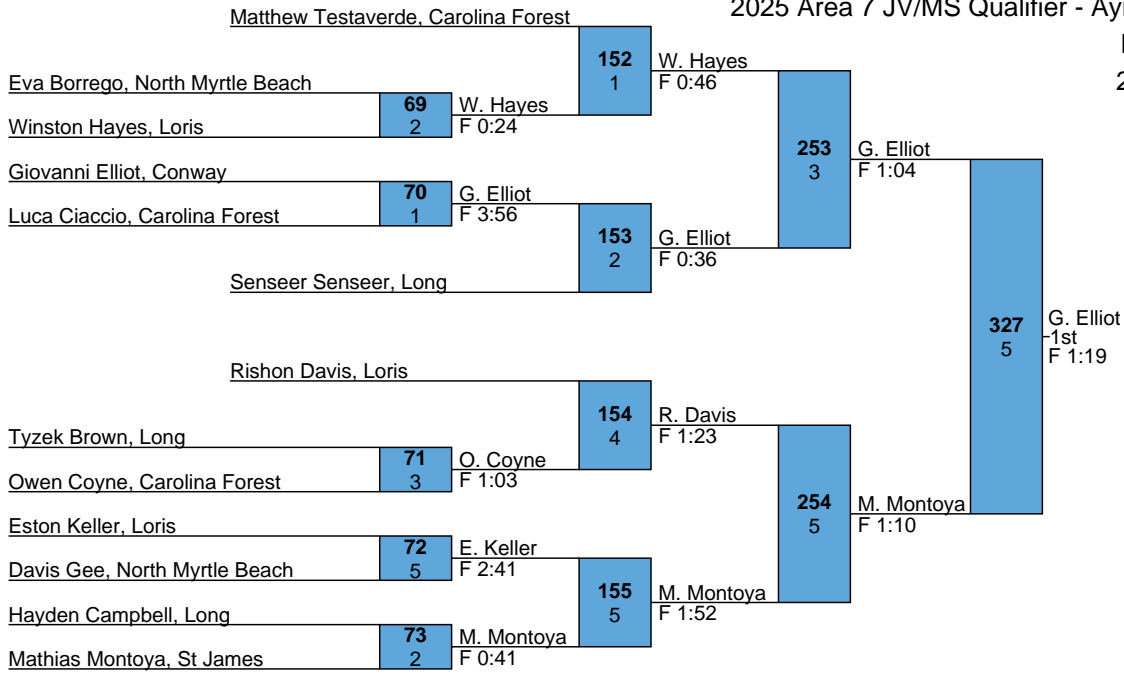 2025 Area 7 JV/MS Qualifier -
Matthew Testaverde, Carolina Forest
152
1
W. Hayes
F 0:46
Eva Borrego, North Myrtle Beach
69
2
W. Hayes
F 0:24
Winston Hayes, Loris
253
3
G. Elliot
F 1:04
Giovanni Elliot, Conway
70
1
G. Elliot
F 3:56
Luca Ciaccio, Carolina Forest
153
2
G. Elliot
F 0:36
Senseer Senseer, Long
327
5
G. Elliot
1st
F 1:19
Rishon Davis, Loris
154
4
R. Davis
F 1:23
Tyzek Brown, Long
71
3
O. Coyne
F 1:03
Owen Coyne, Carolina Forest
254
5
M. Montoya
F 1:10
Eston Keller, Loris
72
5
E. Keller
F 2:41
Davis Gee, North Myrtle Beach
155
5
M. Montoya
F 1:52
Hayden Campbell, Long
73
2
M. Montoya
F 0:41
Mathias Montoya, St James